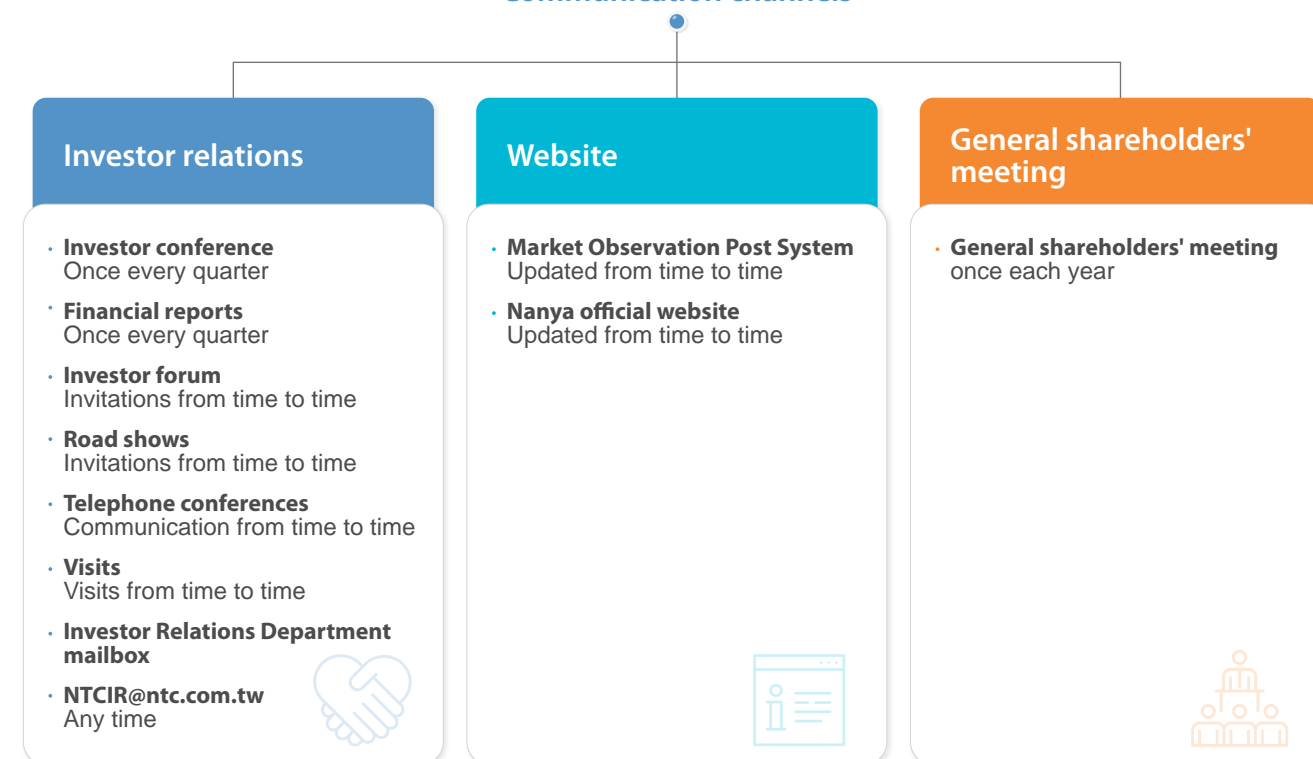 Communication channels
Investor relations
· Investor conference
Once every quarter
· Financial reports
Once every quarter
· Investor forum
Invitations from time to time
· Road shows
Invitations from time to time
· Telephone conferences
Communication from time to time
· Visits
Visits from time to time
· Investor Relations Department
mailbox
· NTCIR@ntc.com.tw
Any time
Website
· Market Observation Post System
Updated from time to time
· Nanya official website
Updated from time to time
General shareholders'
meeting
· General shareholders' meeting
once each year